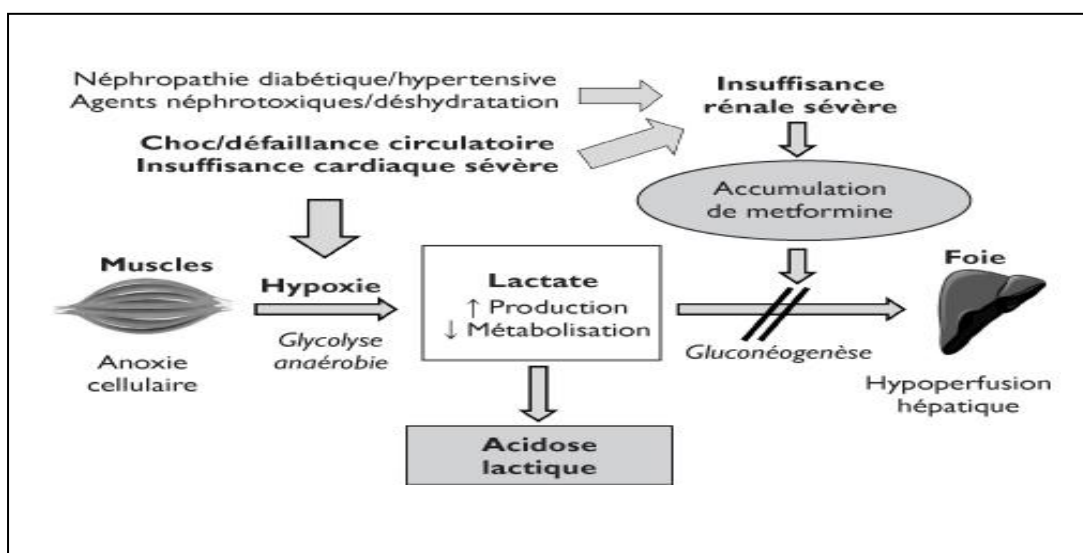 Néphropathie diabétique/hypertensive
Agents néphrotoxiques/déshydratation
Insuffisance
rénale sévère
Choc/défaillance circulatoire
Insuffisance cardiaque sévère
Accumulation
de metformine
Muscles
Hypoxie
Lactate
↑ Production
↓ Métabolisation
Foie
Glycolyse
anaérobie
Gluconéogenèse
Anoxie
cellulaire
Hypoperfusion
hépatique
Acidose
lactique